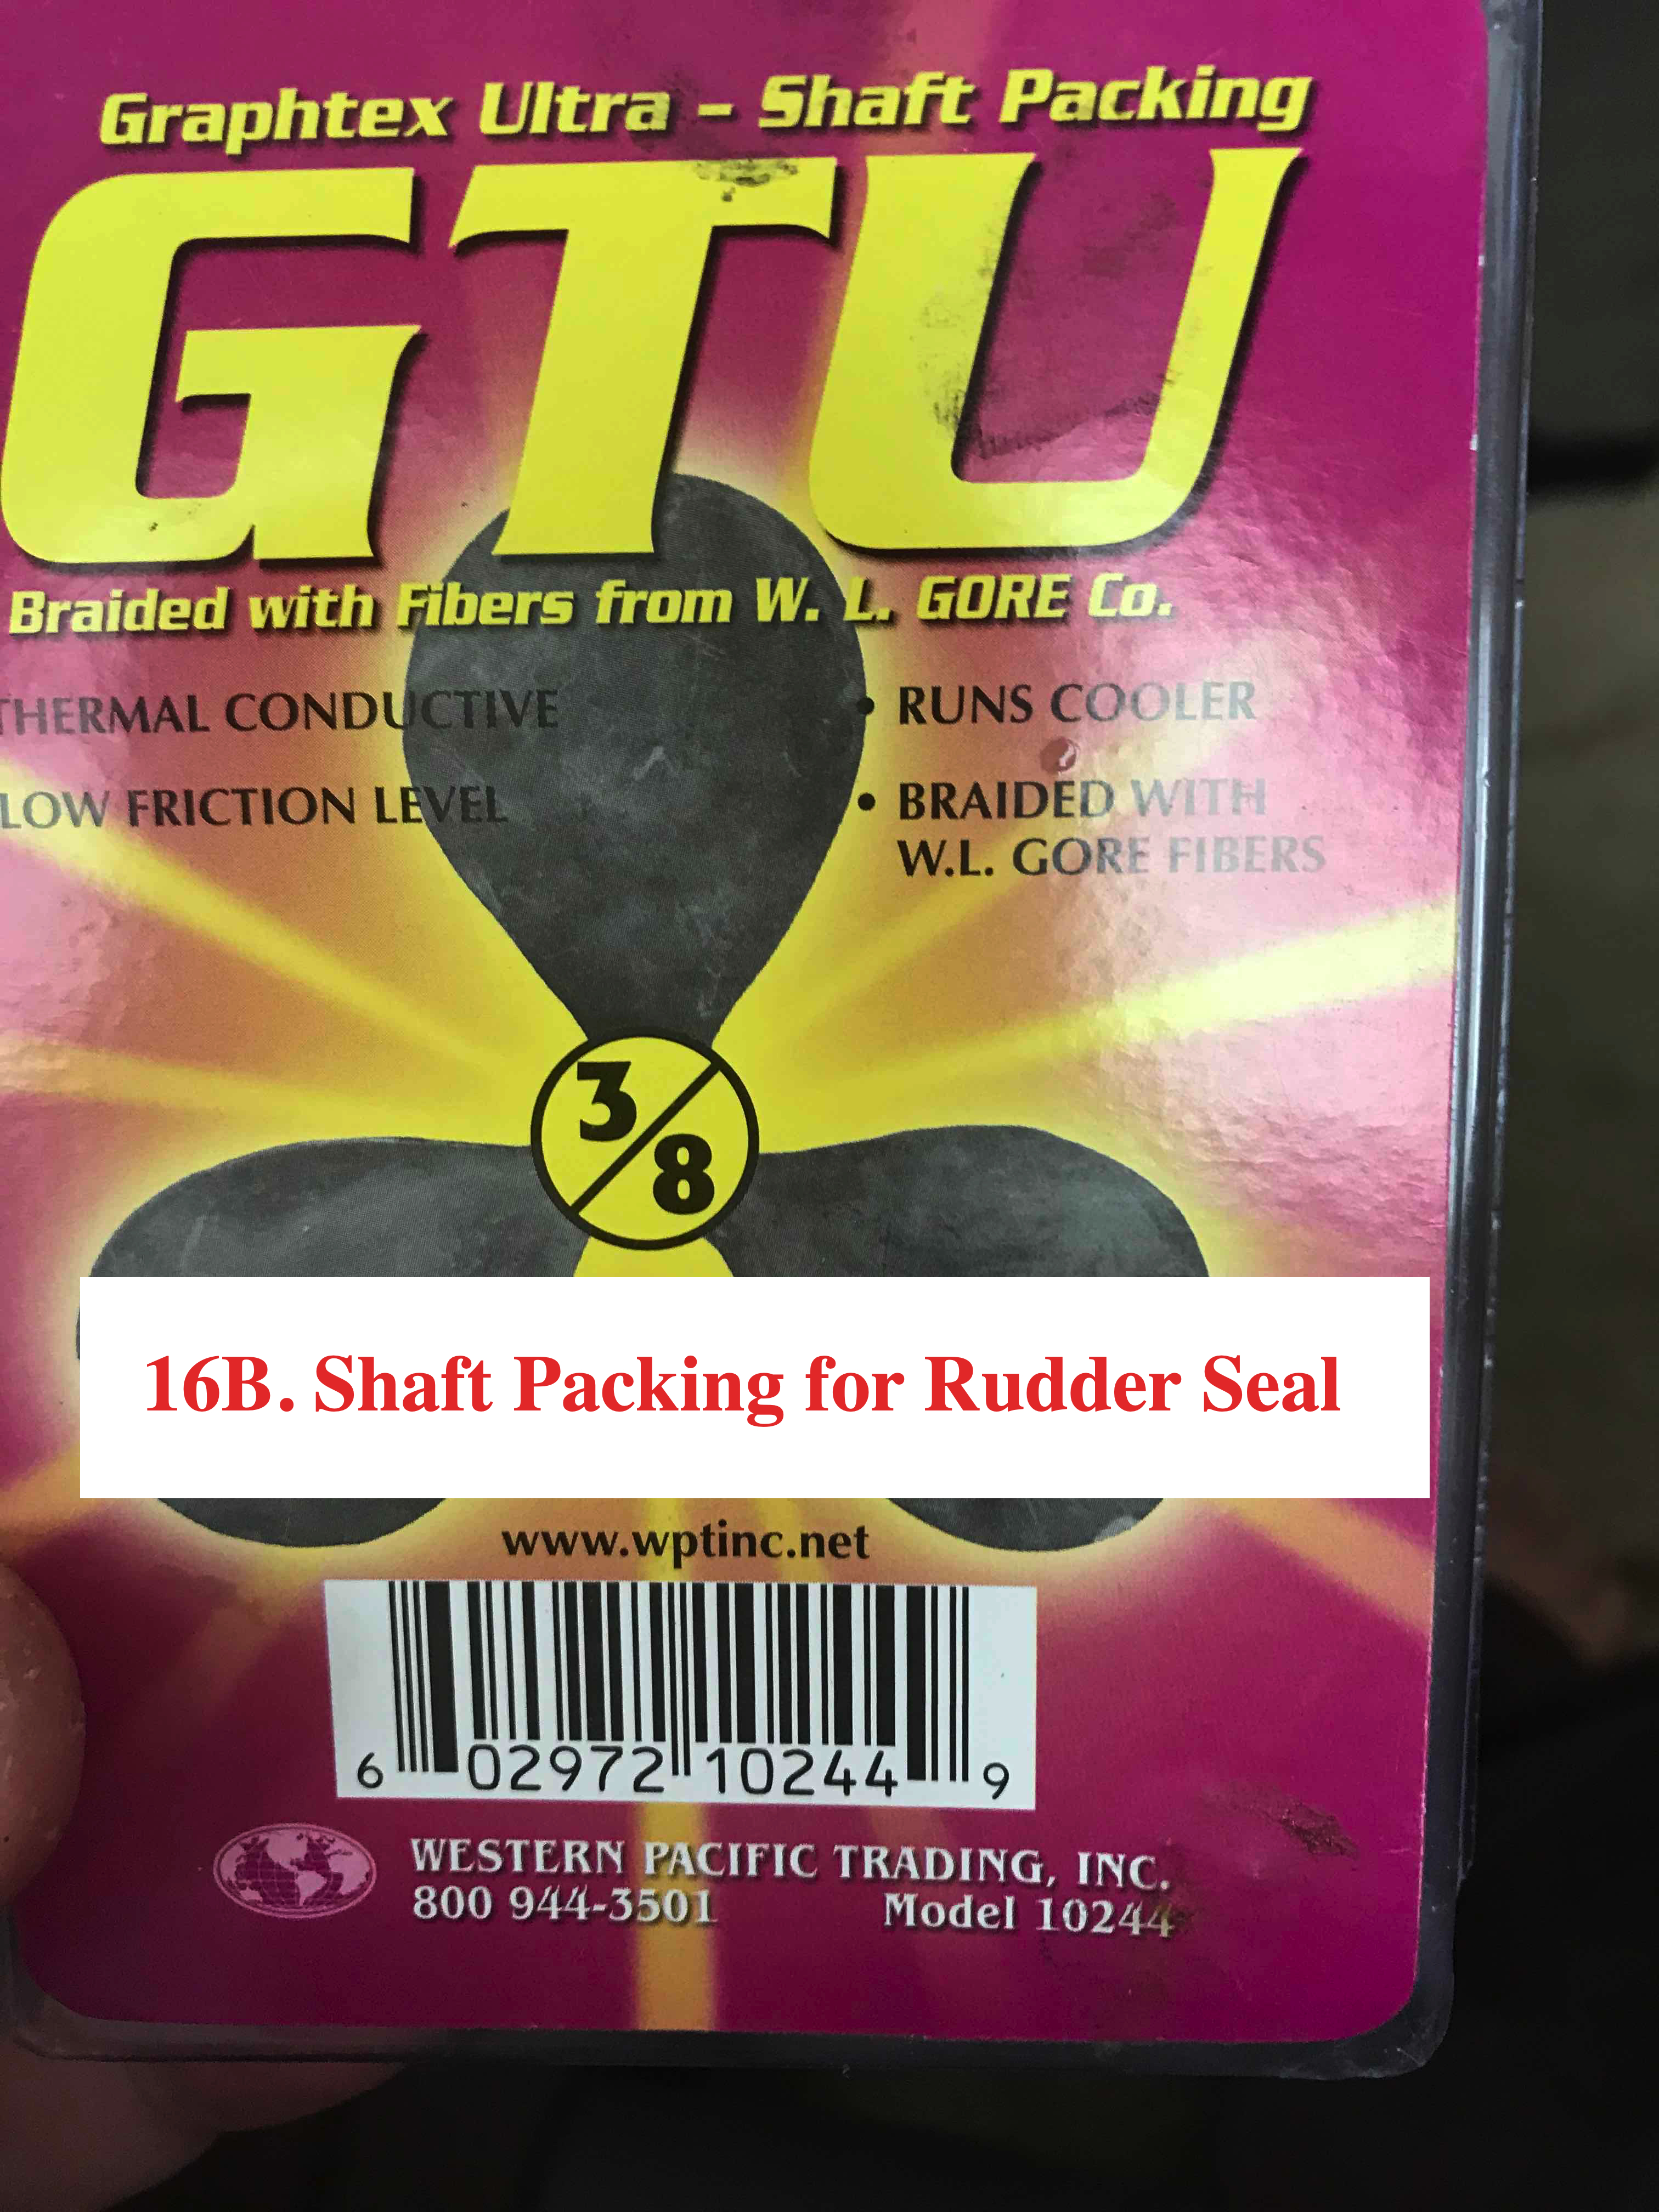 Graphtex Ultra - Shaft Packing
GTU
Braided with Fibers from W. L. GORE Co.
THERMAL CONDUCTIVE
LOW FRICTION LEVEL
• RUNS COOLER
• BRAIDED WITH
W.L. GORE FIBERS
3/8
16B. Shaft Packing for Rudder Seal
www.wptinc.net
6 02972 10244 9
WESTERN PACIFIC TRADING, INC.
800 944-3501 Model 10244